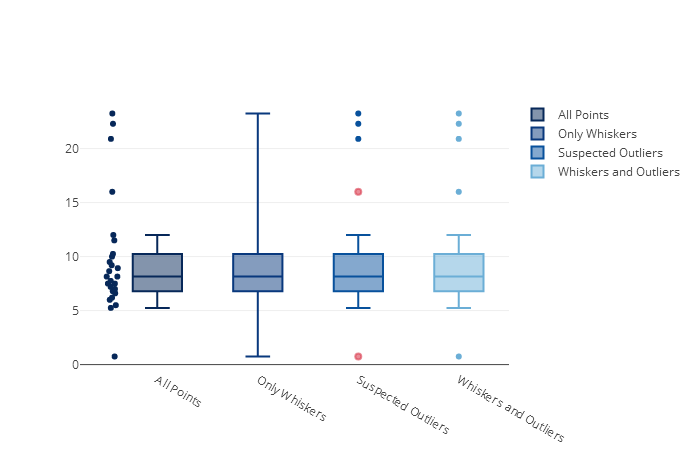 All Points
Only Whiskers
Suspected Outliers
Whiskers and Outliers
20
15
10
5
0
All Points
Only Whiskers
Suspected Outliers
Whiskers and Outliers